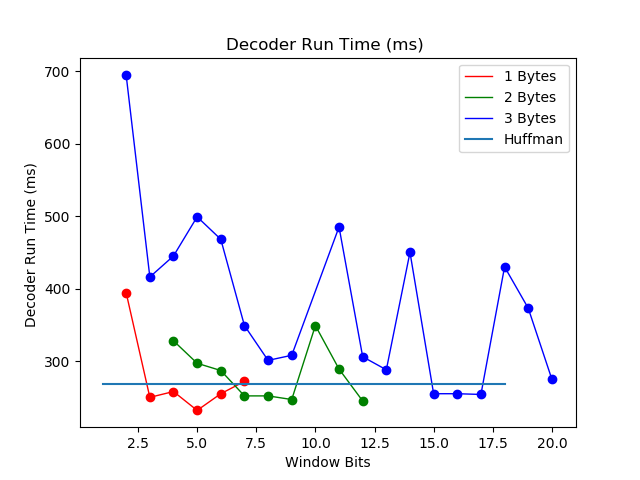 Decoder Run Time (ms)
1 Bytes
2 Bytes
3 Bytes
Huffman
Decoder Run Time (ms)
700
600
500
400
300
2.5 5.0 7.5 10.0 12.5 15.0 17.5 20.0
Window Bits